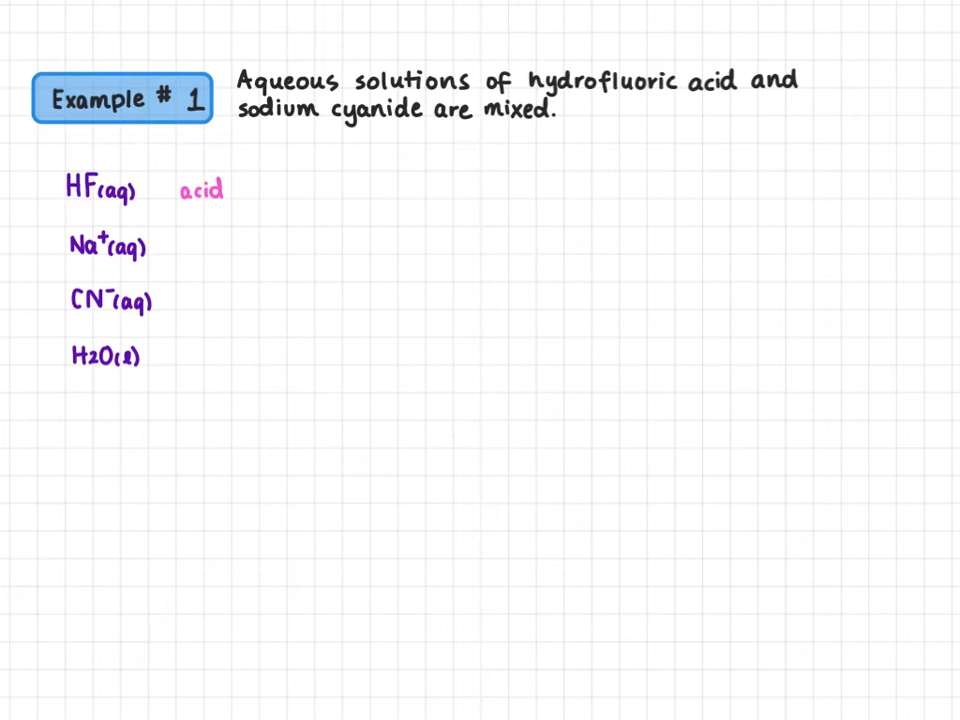 Example # 1
Aqueous solutions of hydrofluoric acid and
sodium cyanide are mixed.
HF(aq) acid
Na⁺(aq)
CN⁻(aq)
H2O(l)